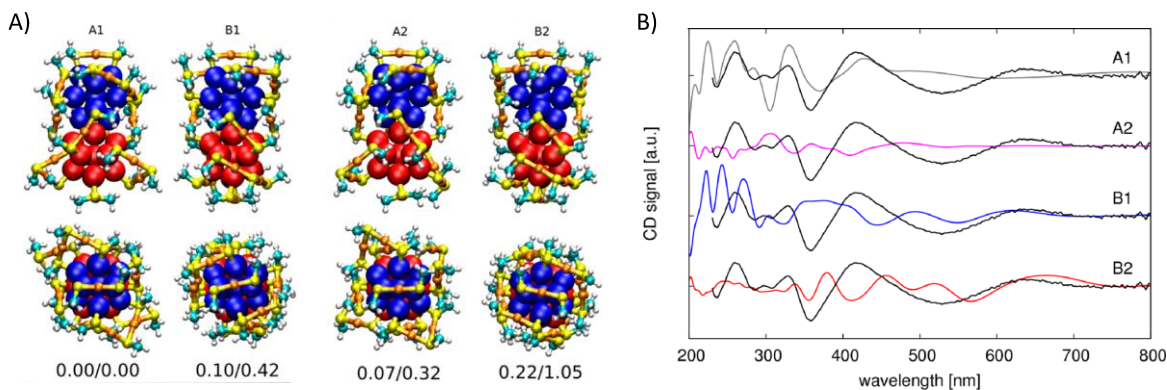 A)
A1 B1 A2 B2
0.00/0.00 0.10/0.42 0.07/0.32 0.22/1.05
B)
CD signal [a.u.]
A1
A2
B1
B2
200 300 400 500 600 700 800
wavelength [nm]